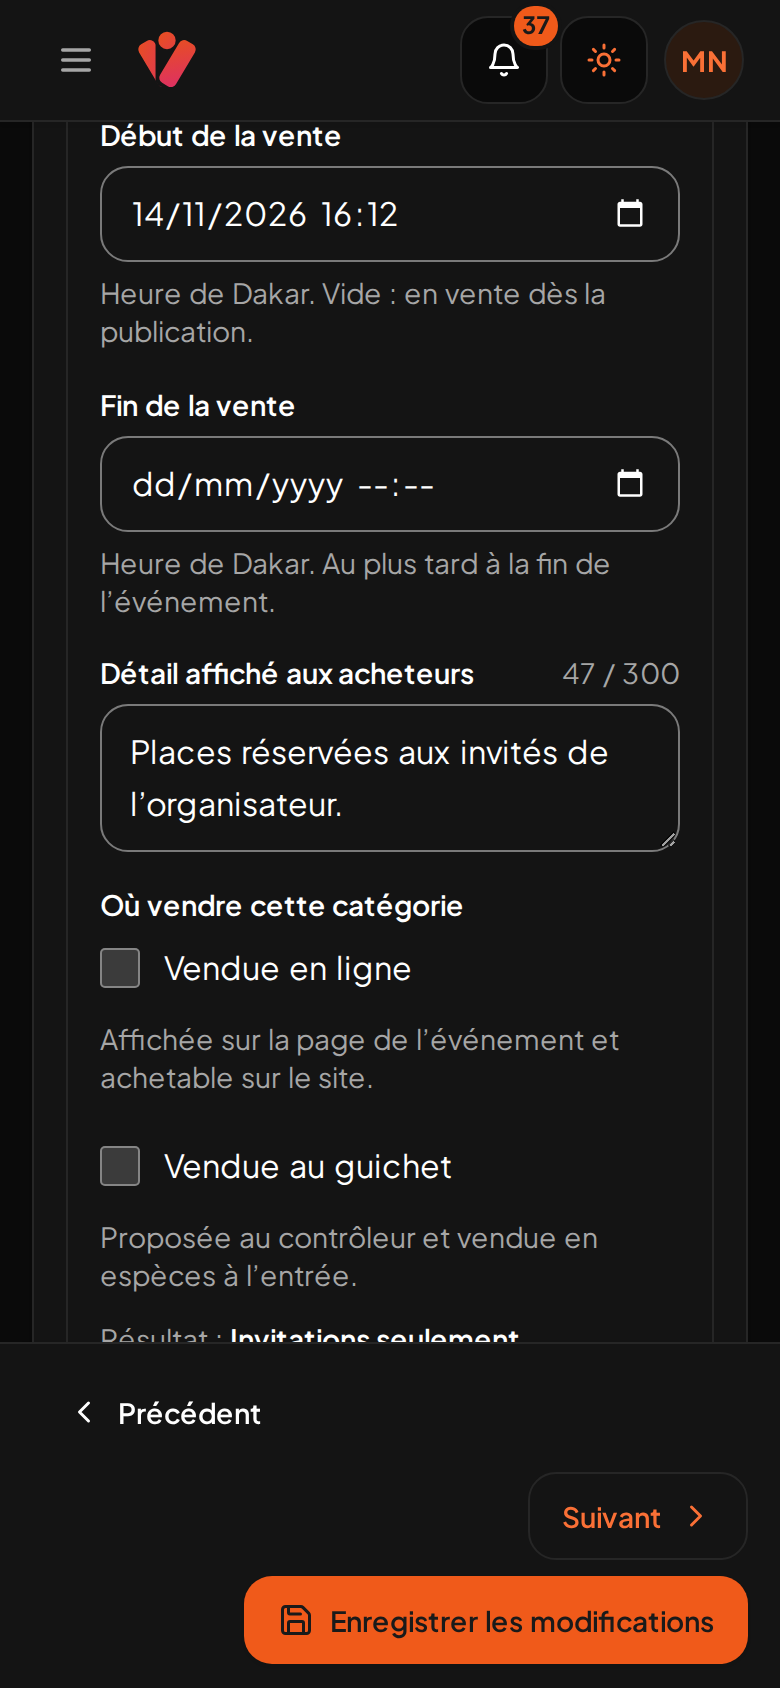 37
MN
Début de la vente
14/11/2026 16:12
Heure de Dakar. Vide : en vente dès la
publication.
Fin de la vente
dd/mm/yyyy --:--
Heure de Dakar. Au plus tard à la fin de
l’événement.
Détail affiché aux acheteurs 47 / 300
Places réservées aux invités de
l’organisateur.
Où vendre cette catégorie
Vendue en ligne
Affichée sur la page de l’événement et
achetable sur le site.
Vendue au guichet
Proposée au contrôleur et vendue en
espèces à l’entrée.
Résultat : Invitations seulement
Précédent
Suivant
Enregistrer les modifications